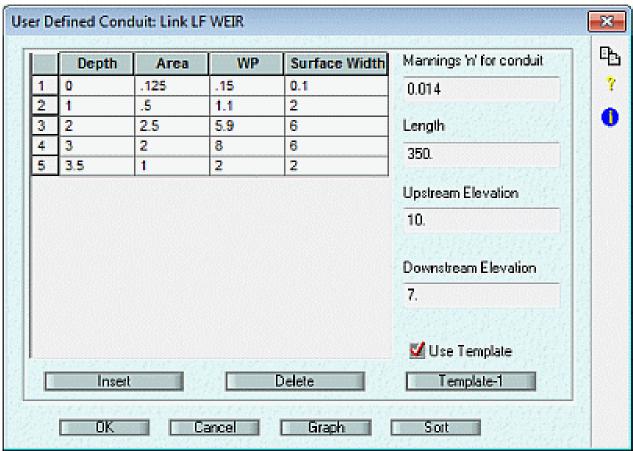 User Defined Conduit: Link LF WEIR
Depth Area WP Surface Width
1 0 .125 .15 0.1
2 1 .5 1.1 2
3 2 2.5 5.9 6
4 3 2 8 6
5 3.5 1 2 2
Mannings 'n' for conduit
0.014
Length
350.
Upstream Elevation
10.
Downstream Elevation
7.
Use Template
Insert Delete Template-1
OK Cancel Graph Sort